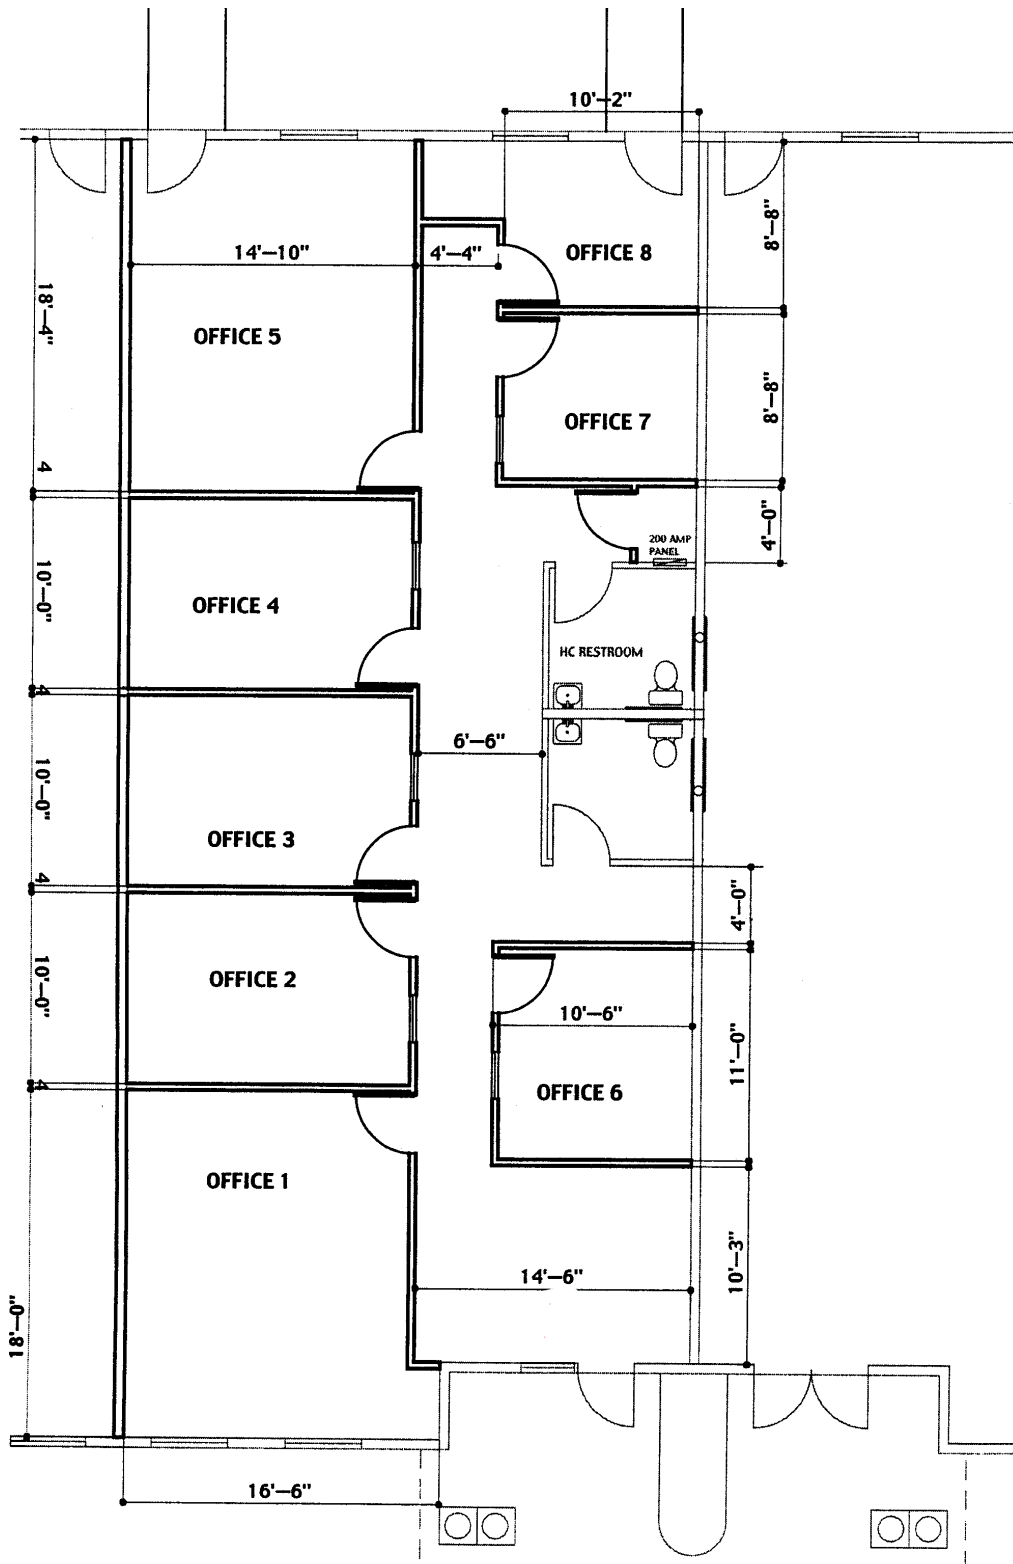 10'–2"
8'–8"
OFFICE 8
14'–10"
4'–4"
18'–4"
OFFICE 5
8'–8"
OFFICE 7
4
4'–0"
200 AMP
PANEL
10'–0"
OFFICE 4
HC RESTROOM
4
6'–6"
10'–0"
OFFICE 3
4
4'–0"
OFFICE 2
10'–0"
10'–6"
11'–0"
4
OFFICE 6
OFFICE 1
10'–3"
14'–6"
18'–0"
16'–6"